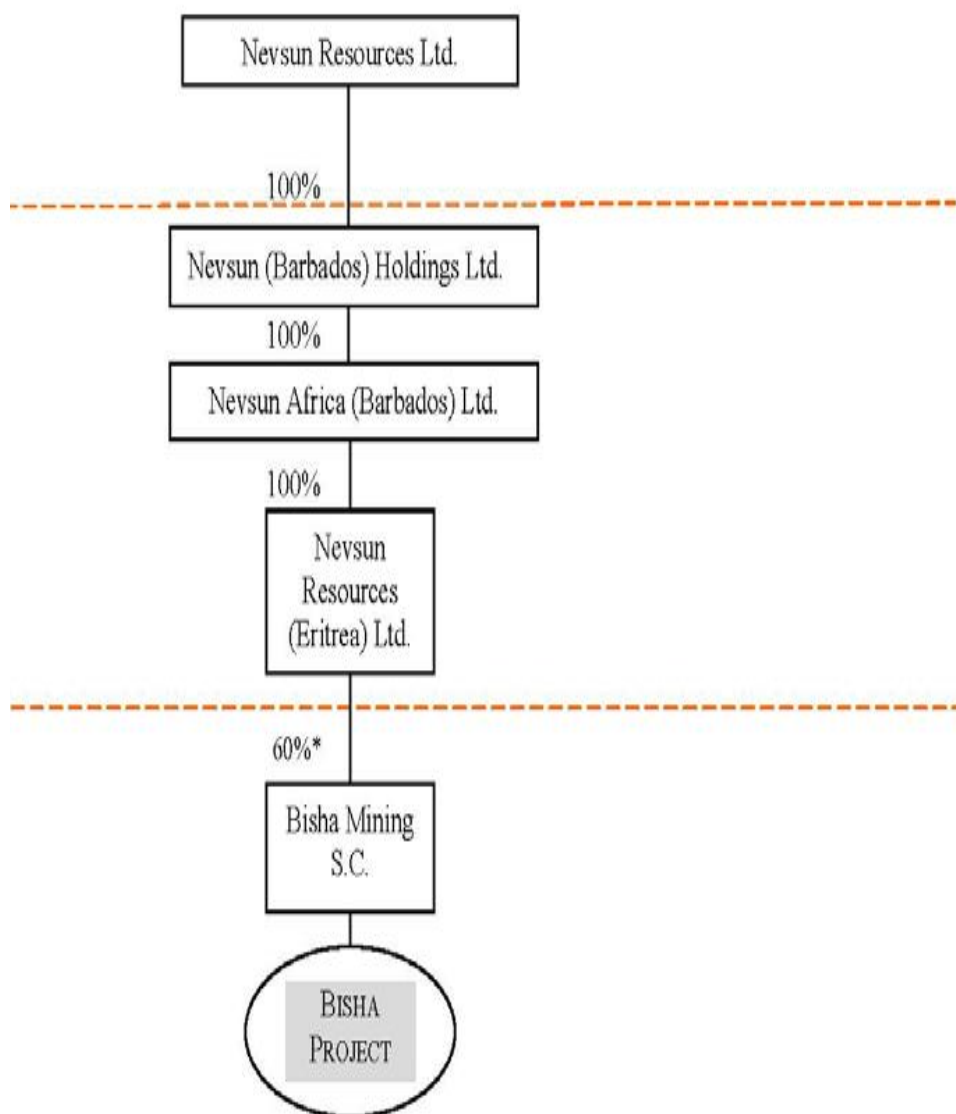 Nevsun Resources Ltd.
100%
Nevsun (Barbados) Holdings Ltd.
100%
Nevsun Africa (Barbados) Ltd.
100%
Nevsun
Resources
(Eritrea) Ltd.
60%*
Bisha Mining
S.C.
BISHA
PROJECT